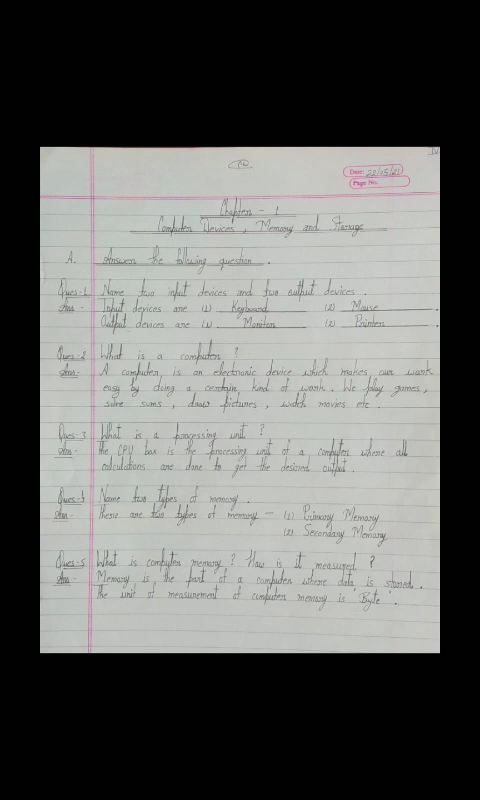 Date: 22/05/21
Page No.
Chapter - 1
Computer Devices, Memory and Storage
A. Answer the following question.
Ques-1 Name two input devices and two output devices.
Ans- Input devices are (1) Keyboard (2) Mouse.
Output devices are (1) Monitor (2) Printer
Ques-2 What is a computer?
Ans- A computer, is an electronic device which makes our work
easy by doing a certain, kind of work. We play games,
solve sums, draw pictures, watch movies etc.
Ques-3 What is a processing unit?
Ans- the CPU box is the processing unit of a computer where all
calculations are done to get the desired output.
Ques-4 Name two types of memory.
Ans- there are two types of memory - (1) Primary Memory
(2) Secondary Memory
Ques-5 What is computer memory? How is it measured?
Ans- Memory is the part of a computer where data is stored.
the unit of measurement of computer memory is "Byte".